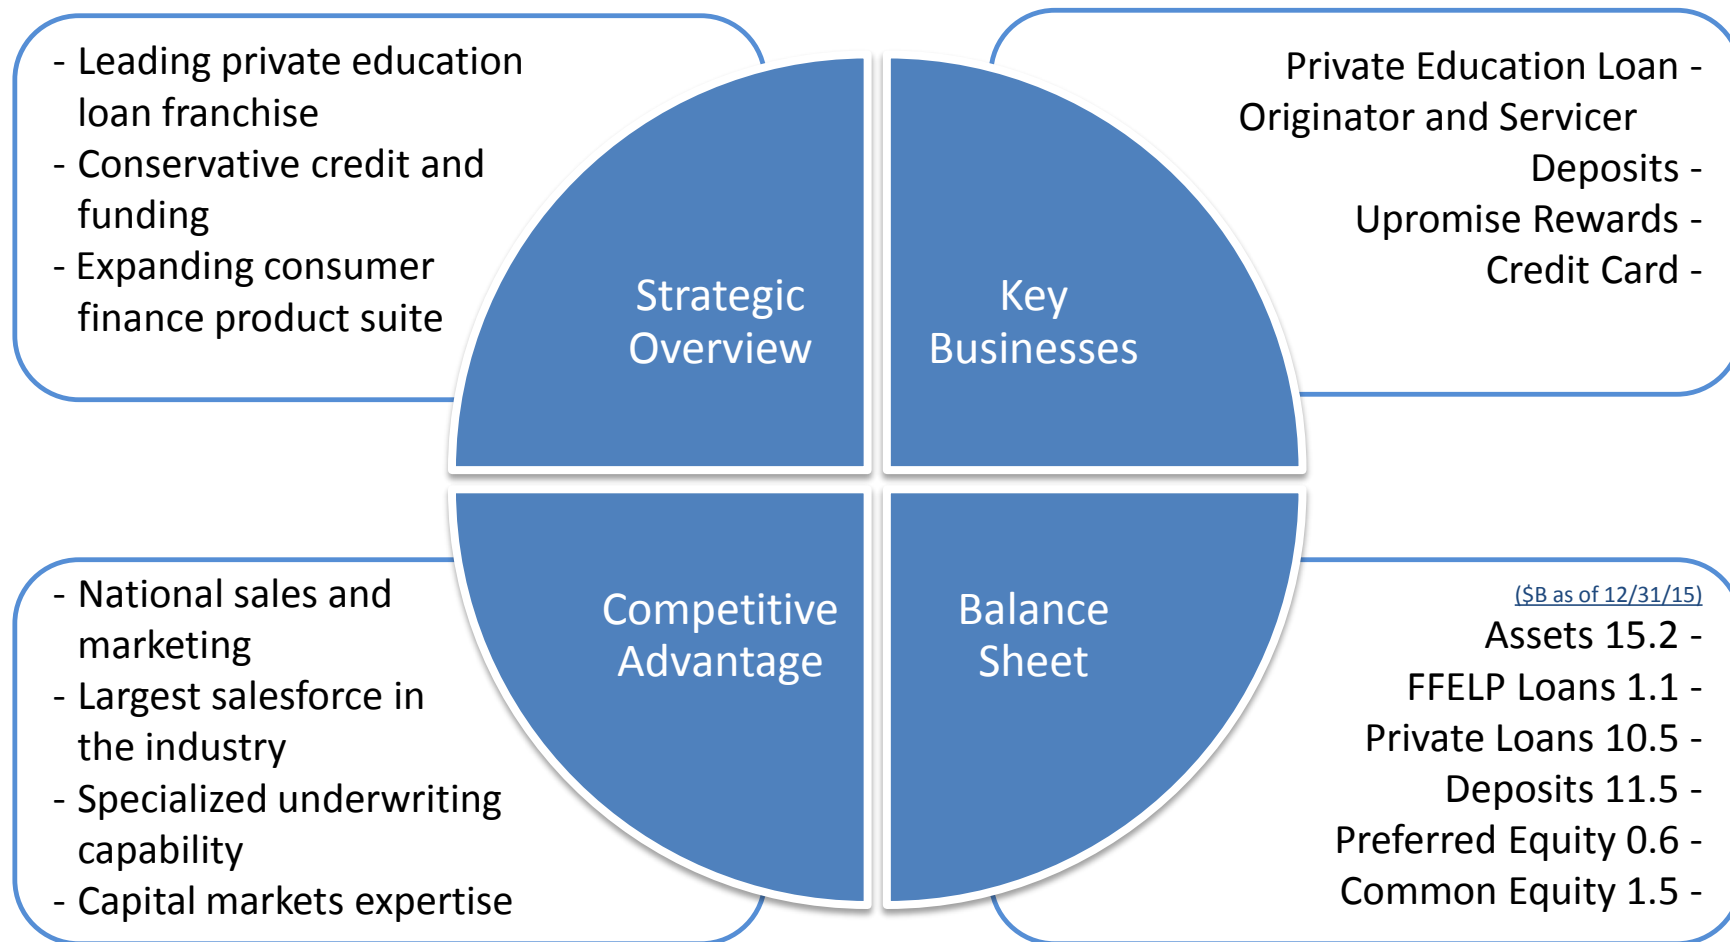 - Leading private education
loan franchise
- Conservative credit and
funding
- Expanding consumer
finance product suite
Strategic
Overview
Key
Businesses
Private Education Loan -
Originator and Servicer
Deposits -
Upromise Rewards -
Credit Card -
- National sales and
marketing
- Largest salesforce in
the industry
- Specialized underwriting
capability
- Capital markets expertise
Competitive
Advantage
Balance
Sheet
($B as of 12/31/15)
Assets 15.2 -
FFELP Loans 1.1 -
Private Loans 10.5 -
Deposits 11.5 -
Preferred Equity 0.6 -
Common Equity 1.5 -